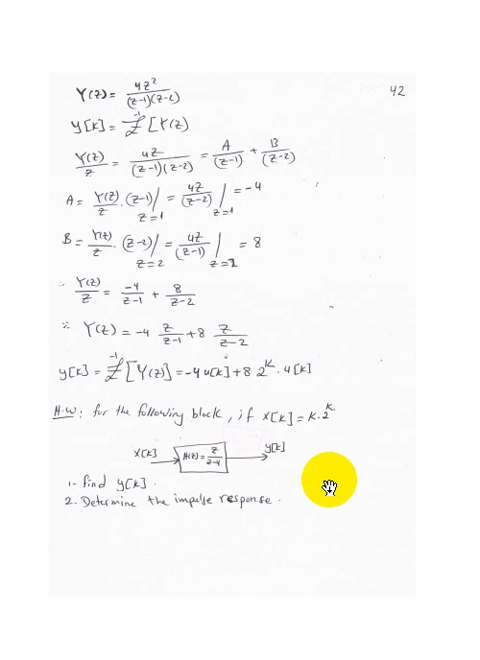 42
Y(z) = 4z² / (z-1)(z-2)
y[k] = Z⁻¹ [Y(z)
Y(z)/z = 4z / (z-1)(z-2) = A/(z-1) + B/(z-2)
A = Y(z)/z . (z-1) | z=1 = 4z/(z-2) | z=1 = -4
B = Y(z)/z . (z-2) | z=2 = 4z/(z-1) | z=2 = 8
∴ Y(z)/z = -4/z-1 + 8/z-2
∴ Y(z) = -4 z/z-1 + 8 z/z-2
y[k] = Z⁻¹ [Y(z)] = -4 u[k] + 8 2ᵏ . u[k]
H.W : for the following block , if x[k] = k.2ᵏ
x[k] H(z) = z/z-4 y[k]
1- find y[k] .
2. Determine the impulse response .